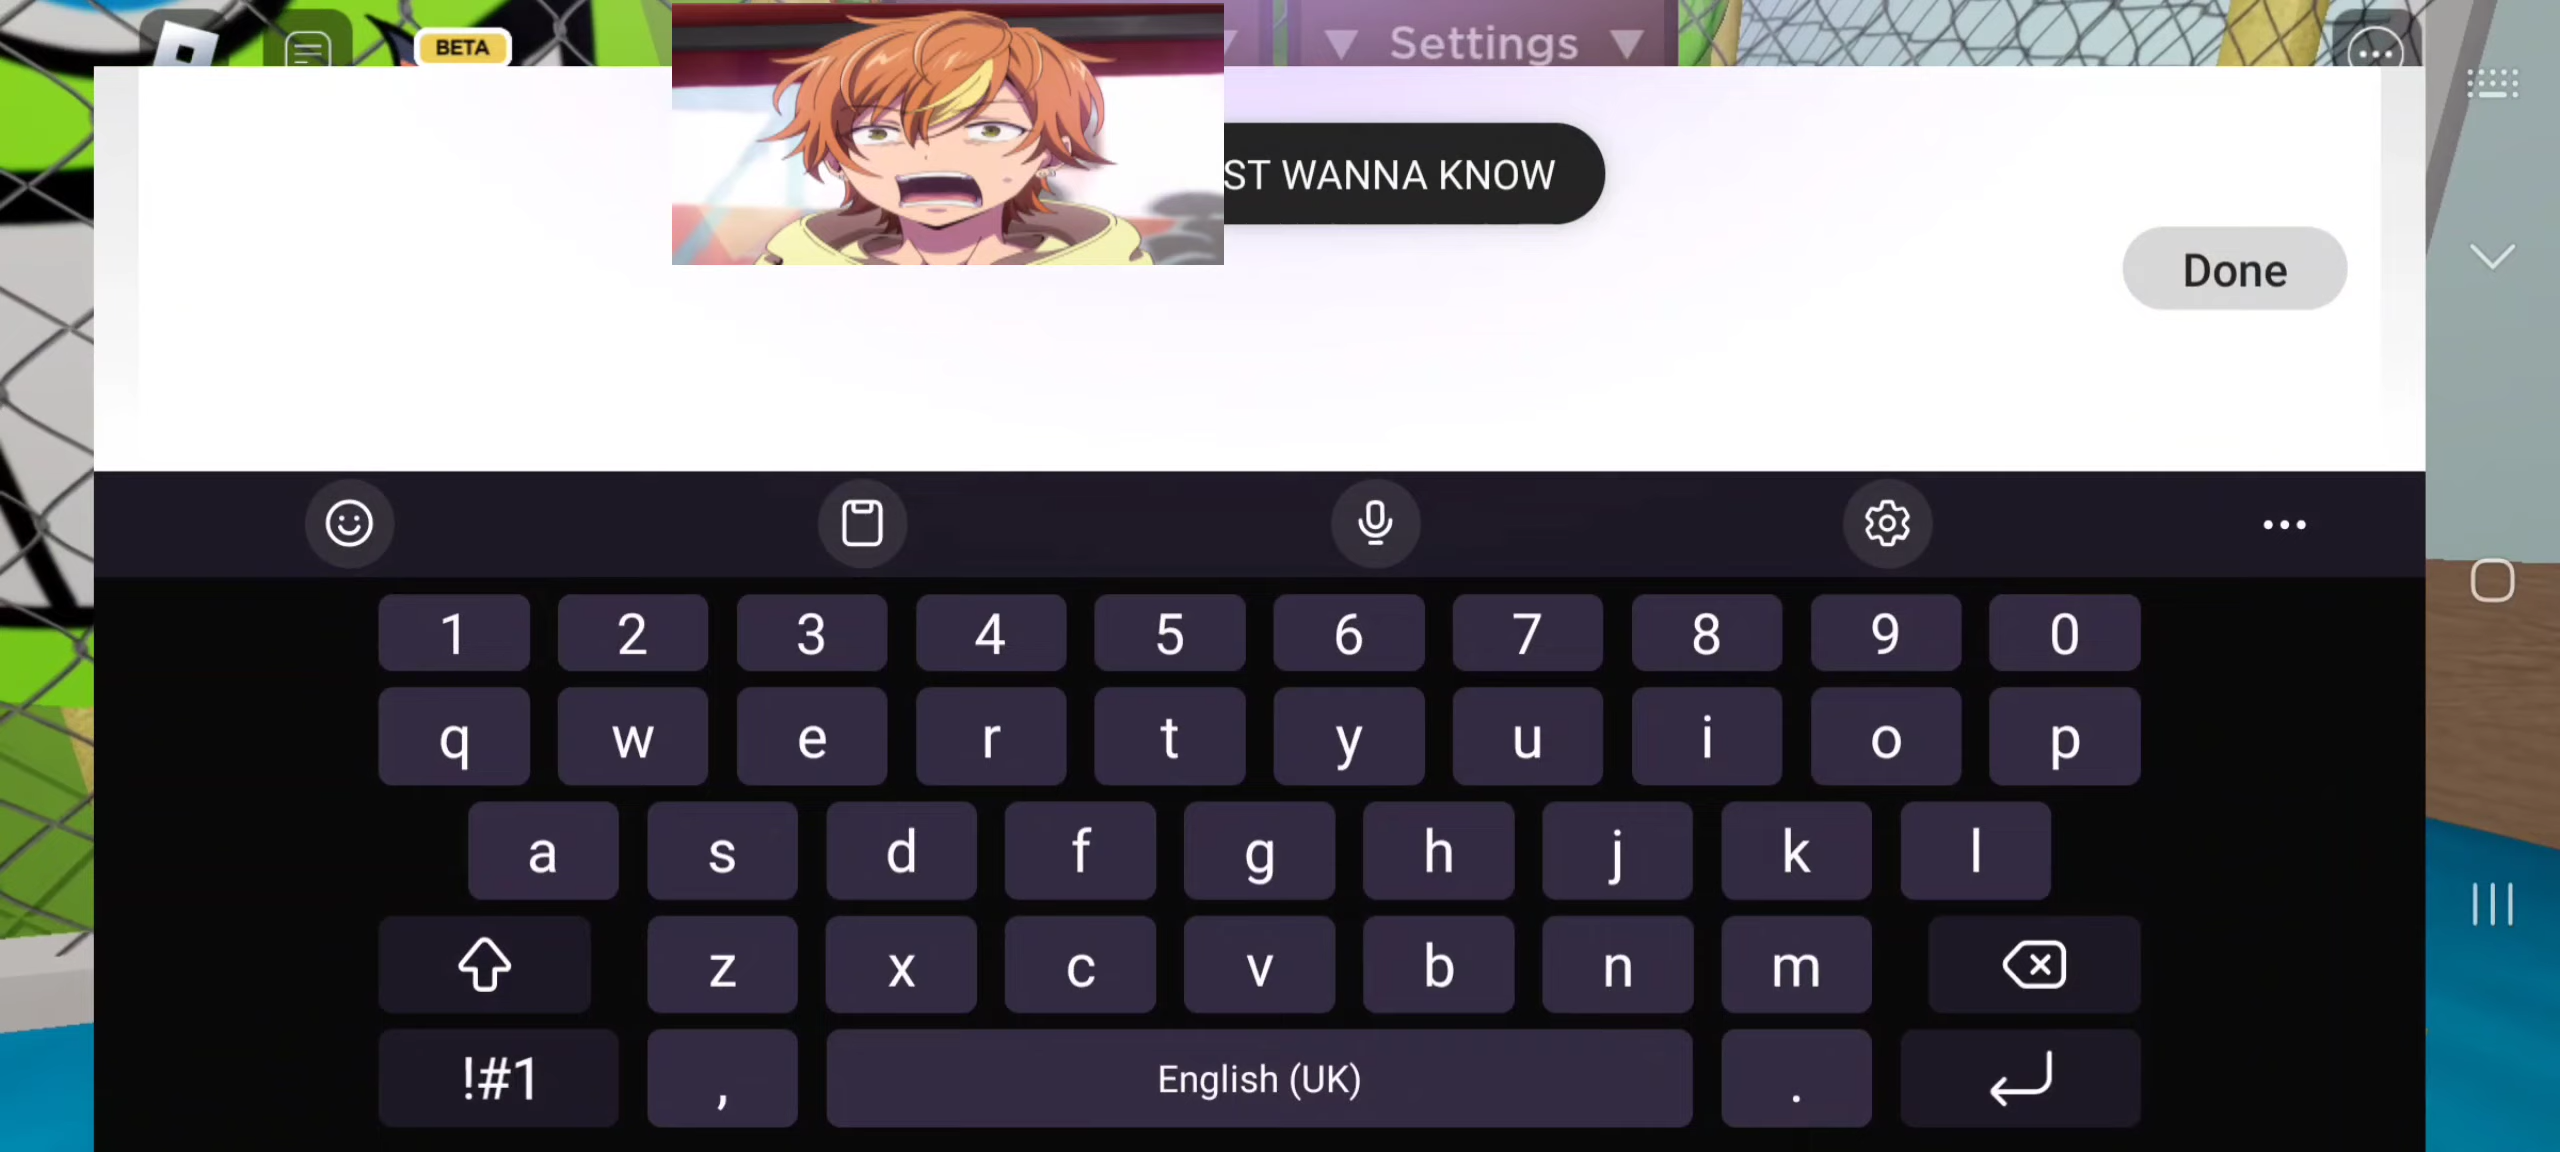 BETA
▼ Settings ▼
ST WANNA KNOW
Done
1 2 3 4 5 6 7 8 9 0
q w e r t y u i o p
a s d f g h j k l
z x c v b n m
!#1 , English (UK) .